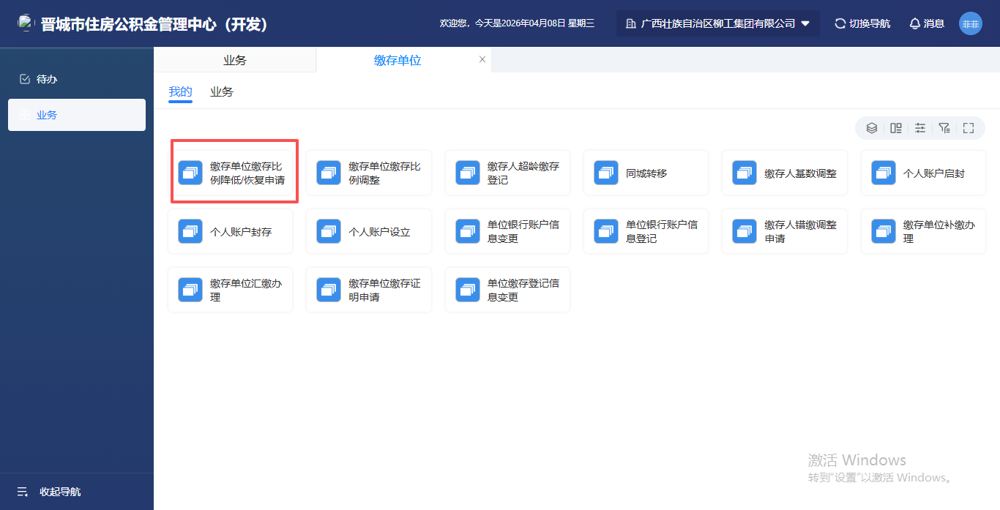 晋城市住房公积金管理中心（开发）
欢迎您，今天是2026年04月08日 星期三
广西壮族自治区柳工集团有限公司
切换导航
消息
菲菲
待办
业务
收起导航
业务
缴存单位
我的
业务
缴存单位缴存比
例降低/恢复申请
缴存单位缴存比
例调整
缴存人超龄缴存
登记
同城转移
缴存人基数调整
个人账户启封
个人账户封存
个人账户设立
单位银行账户信
息变更
单位银行账户信
息登记
缴存人错缴调整
申请
缴存单位补缴办
理
缴存单位汇缴办
理
缴存单位缴存证
明申请
单位缴存登记信
息变更
激活 Windows
转到"设置"以激活 Windows。